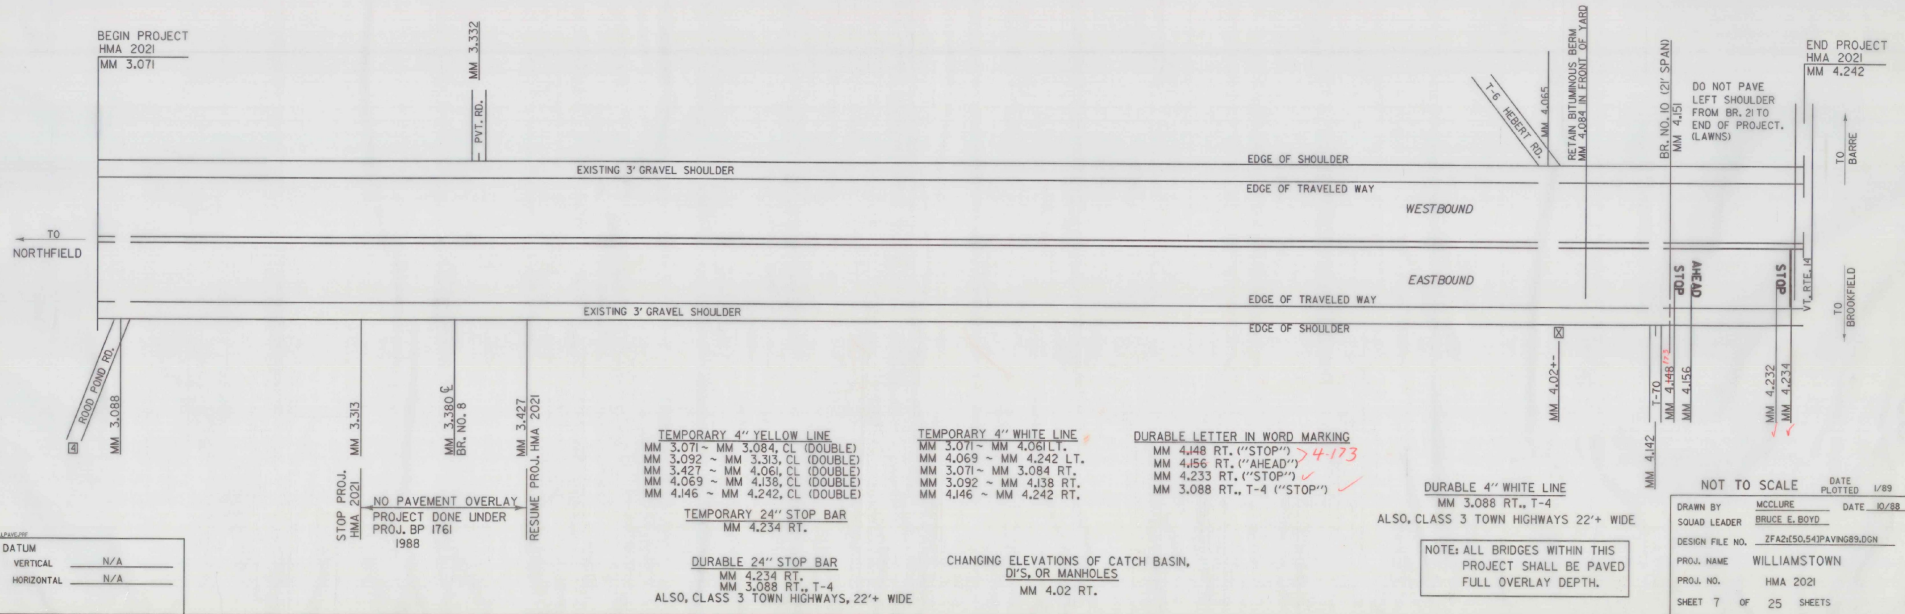 BEGIN PROJECT
HMA 2021
MM 3.071
MM 3.332
PVT. RD.
T-6 HEBERT RD.
MM 4.065
RETAIN BITUMINOUS BERM
MM 4.084 IN FRONT OF YARD
BR. NO. 10 (21' SPAN)
MM 4.151
DO NOT PAVE
LEFT SHOULDER
FROM BR. 21 TO
END OF PROJECT.
(LAWNS)
END PROJECT
HMA 2021
MM 4.242
TO
BARRE
EXISTING 3' GRAVEL SHOULDER
EDGE OF SHOULDER
EDGE OF TRAVELED WAY
WESTBOUND
TO
NORTHFIELD
EASTBOUND
STOP
AHEAD
STOP
VT. RTE. 14
TO
BROOKFIELD
EXISTING 3' GRAVEL SHOULDER
EDGE OF TRAVELED WAY
EDGE OF SHOULDER
4
ROOD POND RD.
MM 3.088
MM 3.313
STOP PROJ.
HMA 2021
NO PAVEMENT OVERLAY
PROJECT DONE UNDER
PROJ. BP 1761
1988
MM 3.380 ℄
BR. NO. 8
MM 3.427
RESUME PROJ. HMA 2021
MM 4.02+-
T-70
MM 4.142
MM 4.148
MM 4.156
MM 4.232
MM 4.234
TEMPORARY 4'' YELLOW LINE
MM 3.071 ~ MM 3.084, CL (DOUBLE)
MM 3.092 ~ MM 3.313, CL (DOUBLE)
MM 3.427 ~ MM 4.061, CL (DOUBLE)
MM 4.069 ~ MM 4.138, CL (DOUBLE)
MM 4.146 ~ MM 4.242, CL (DOUBLE)
TEMPORARY 24'' STOP BAR
MM 4.234 RT.
DURABLE 24'' STOP BAR
MM 4.234 RT.
MM 3.088 RT., T-4
ALSO, CLASS 3 TOWN HIGHWAYS, 22'+ WIDE
TEMPORARY 4'' WHITE LINE
MM 3.071 ~ MM 4.061 LT.
MM 4.069 ~ MM 4.242 LT.
MM 3.071 ~ MM 3.084 RT.
MM 3.092 ~ MM 4.138 RT.
MM 4.146 ~ MM 4.242 RT.
CHANGING ELEVATIONS OF CATCH BASIN,
DI'S, OR MANHOLES
MM 4.02 RT.
DURABLE LETTER IN WORD MARKING
MM 4.148 RT. ("STOP") > 4.173
MM 4.156 RT. ("AHEAD")
MM 4.233 RT. ("STOP") ✓
MM 3.088 RT., T-4 ("STOP") ✓
DURABLE 4'' WHITE LINE
MM 3.088 RT., T-4
ALSO, CLASS 3 TOWN HIGHWAYS 22'+ WIDE
NOTE: ALL BRIDGES WITHIN THIS
PROJECT SHALL BE PAVED
FULL OVERLAY DEPTH.
DATUM
VERTICAL N/A
HORIZONTAL N/A
NOT TO SCALE DATE PLOTTED 1/89
DRAWN BY MCCLURE DATE 10/88
SQUAD LEADER BRUCE E. BOYD
DESIGN FILE NO. ZFA2:[50,54]PAVING89.DGN
PROJ. NAME WILLIAMSTOWN
PROJ. NO. HMA 2021
SHEET 7 OF 25 SHEETS